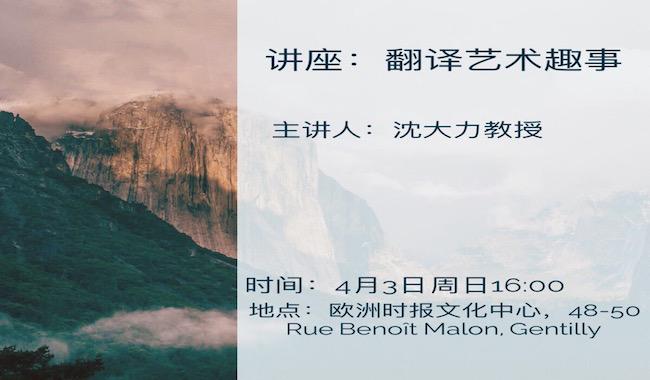 讲座：翻译艺术趣事
主讲人：沈大力教授
时间：4月3日 周日16:00
地点：欧洲时报文化中心，48-50
Rue Benoît Malon, Gentilly